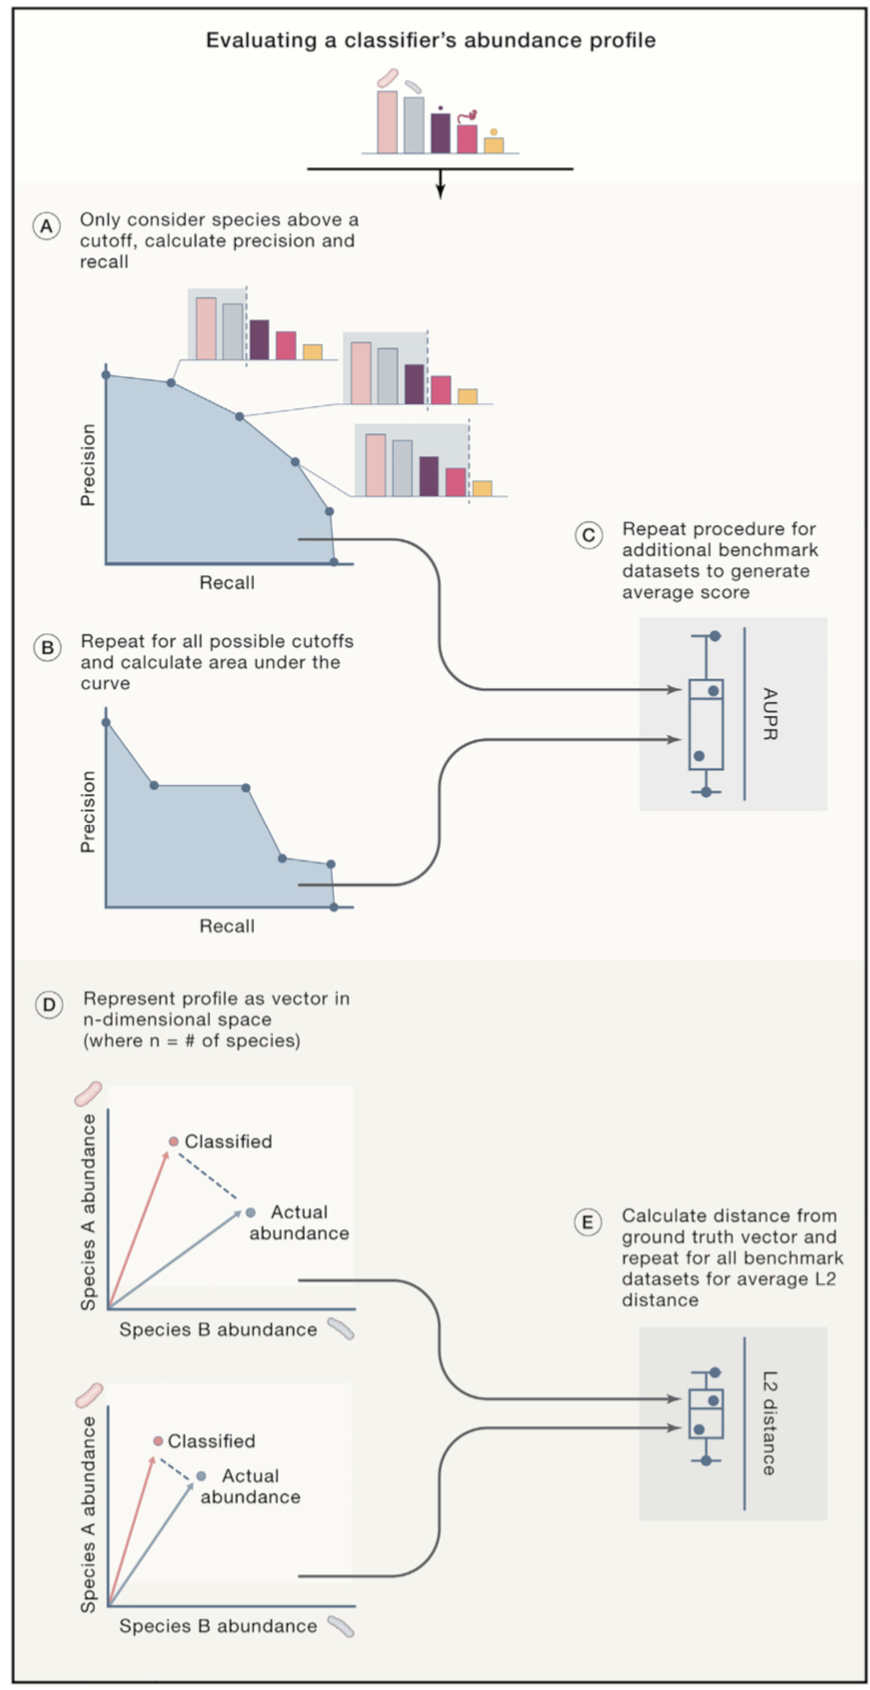 Evaluating a classifier's abundance profile
A
Only consider species above a
cutoff, calculate precision and
recall
Precision
Recall
B
Repeat for all possible cutoffs
and calculate area under the
curve
Precision
Recall
C
Repeat procedure for
additional benchmark
datasets to generate
average score
AUPR
D
Represent profile as vector in
n-dimensional space
(where n = # of species)
Species A abundance
Classified
Actual
abundance
Species B abundance
Species A abundance
Classified
Actual
abundance
Species B abundance
E
Calculate distance from
ground truth vector and
repeat for all benchmark
datasets for average L2
distance
L2 distance